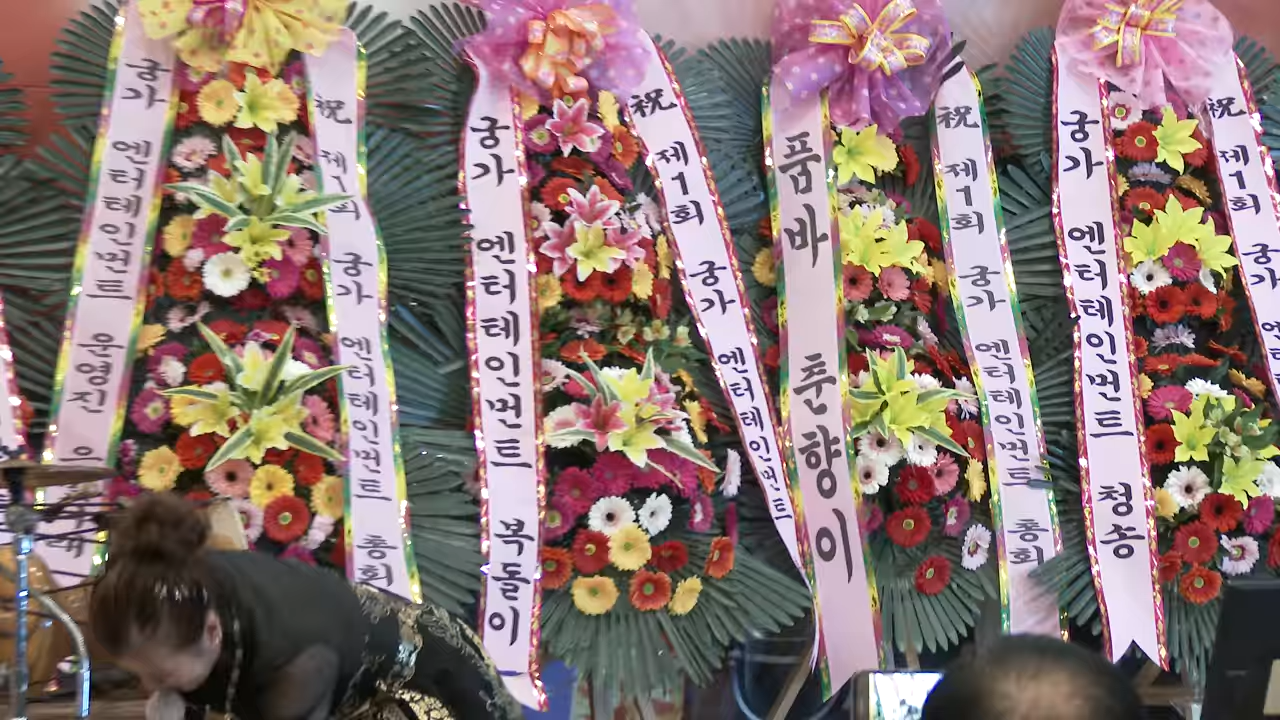 궁가 엔터테인먼트 운영진
祝 제1회 궁가 엔터테인먼트 총회
궁가 엔터테인먼트 복돌이
祝 제1회 궁가 엔터테인먼트
품바 춘향이
祝 제1회 궁가 엔터테인먼트 총회
궁가 엔터테인먼트 청송
祝 제1회 궁가